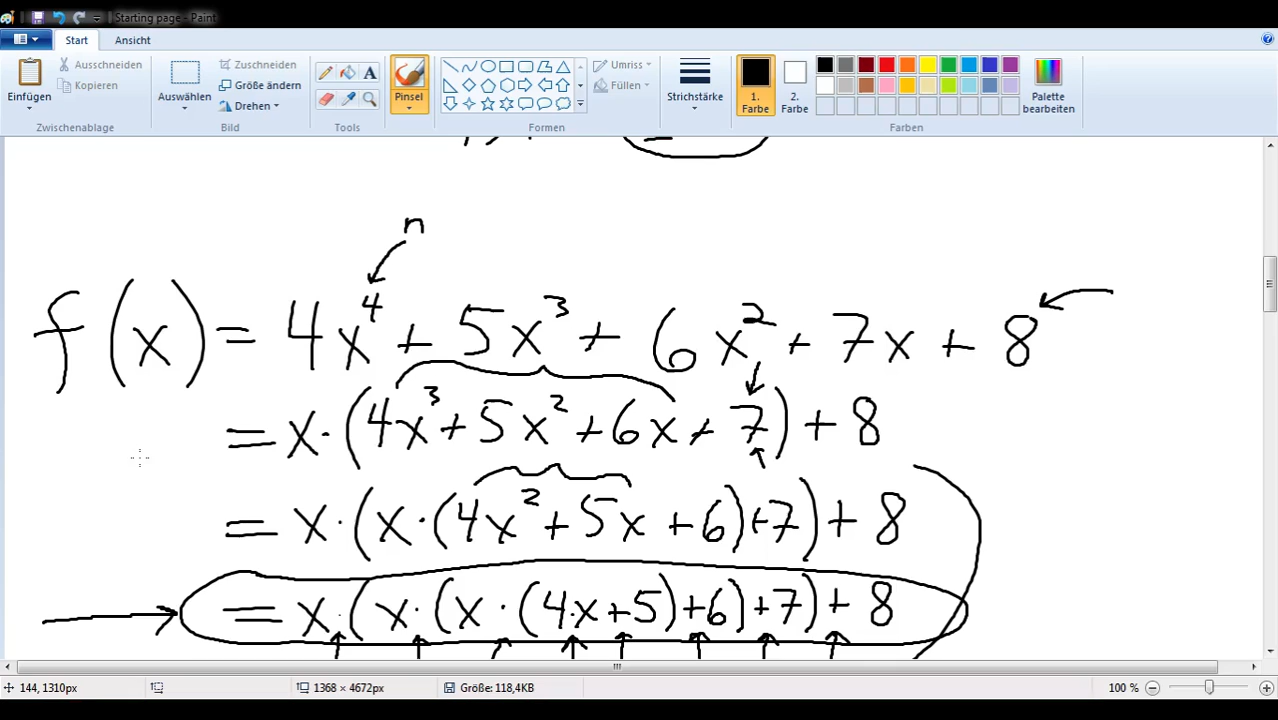 Starting page - Paint
Start Ansicht
Einfügen
Ausschneiden
Kopieren
Zwischenablage
Auswählen
Zuschneiden
Größe ändern
Drehen
Bild
A
Pinsel
Tools
Umriss
Füllen
Formen
Strichstärke
1.
Farbe
2.
Farbe
Palette
bearbeiten
Farben
n
f(x) = 4x⁴ + 5x³ + 6x² + 7x + 8
= x·(4x³ + 5x² + 6x + 7) + 8
= x·(x·(4x² + 5x + 6) + 7) + 8
= x·(x·(x·(4·x + 5) + 6) + 7) + 8
144, 1310px 1368 × 4672px Größe: 118,4KB 100 %